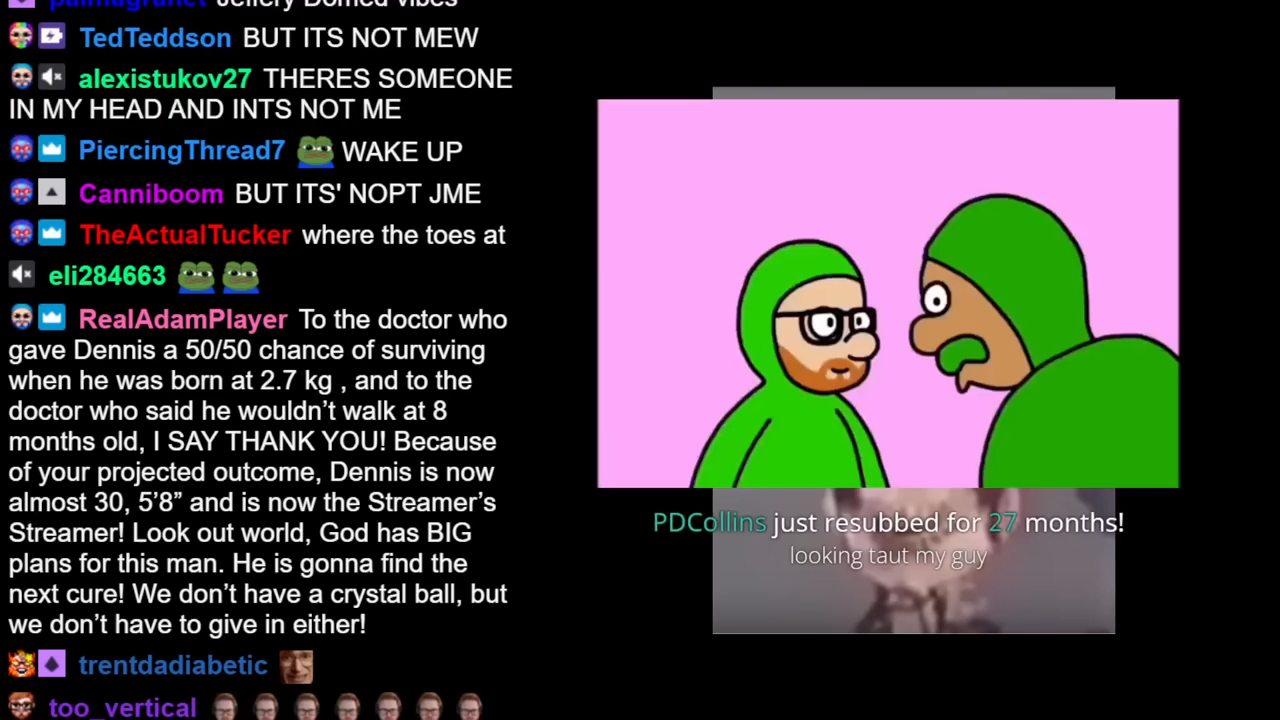 palmugranet Jeffery Domed vibes
TedTeddson BUT ITS NOT MEW
alexistukov27 THERES SOMEONE
IN MY HEAD AND INTS NOT ME
PiercingThread7 WAKE UP
Canniboom BUT ITS' NOPT JME
TheActualTucker where the toes at
eli284663
RealAdamPlayer To the doctor who
gave Dennis a 50/50 chance of surviving
when he was born at 2.7 kg , and to the
doctor who said he wouldn’t walk at 8
months old, I SAY THANK YOU! Because
of your projected outcome, Dennis is now
almost 30, 5’8” and is now the Streamer’s
Streamer! Look out world, God has BIG
plans for this man. He is gonna find the
next cure! We don’t have a crystal ball, but
we don’t have to give in either!
trentdadiabetic
too_vertical
PDCollins just resubbed for 27 months!
looking taut my guy